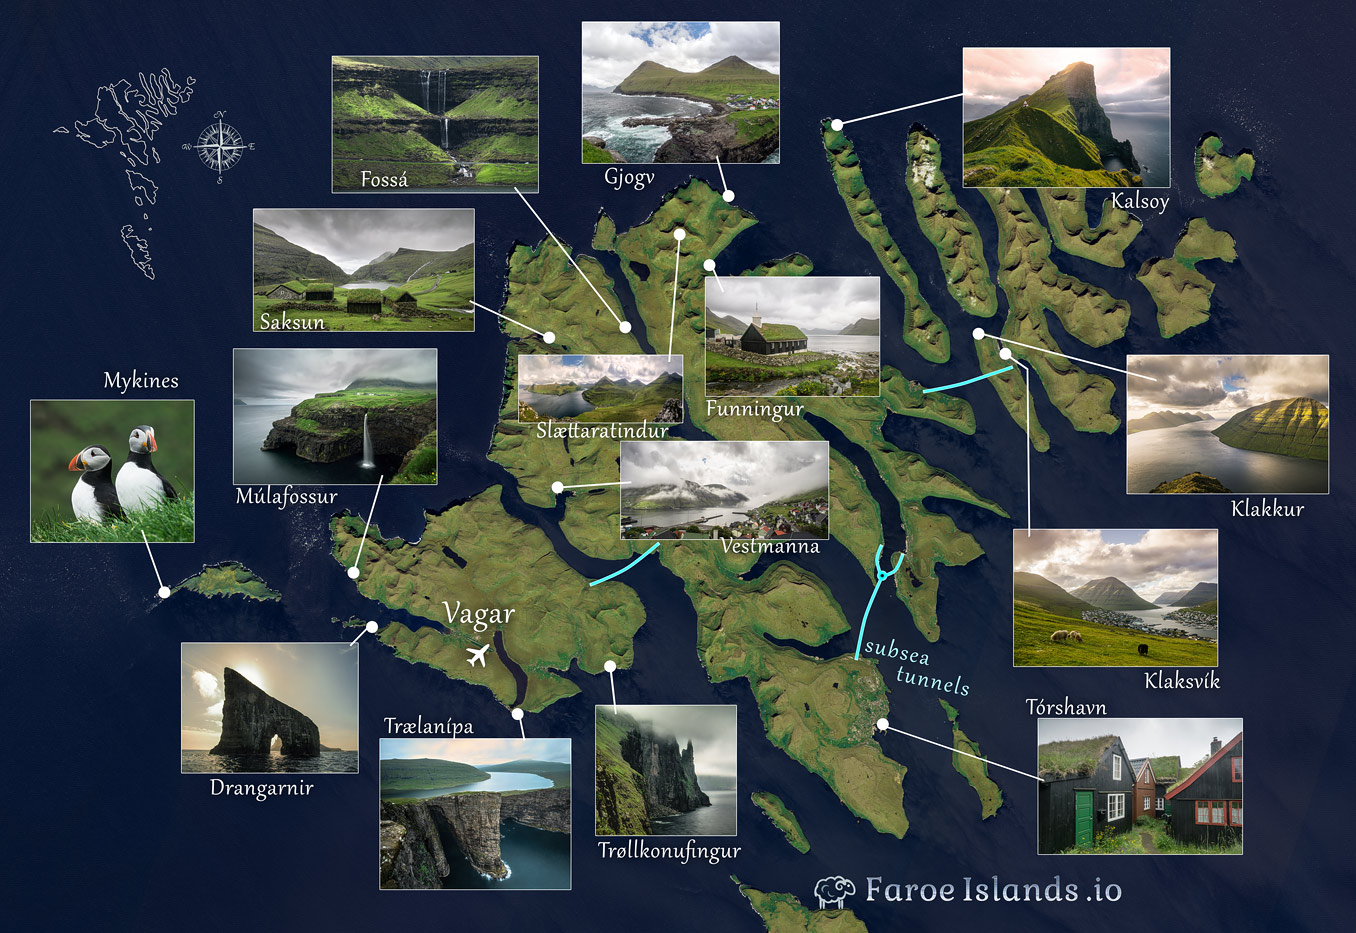 N
W
E
S
Fossá
Gjogv
Kalsoy
Saksun
Mykines
Múlafossur
Slættaratindur
Funningur
Vestmanna
Klakkur
Vagar
subsea
tunnels
Klaksvík
Drangarnir
Trælanípa
Trøllkonufingur
Tórshavn
Faroe Islands.io